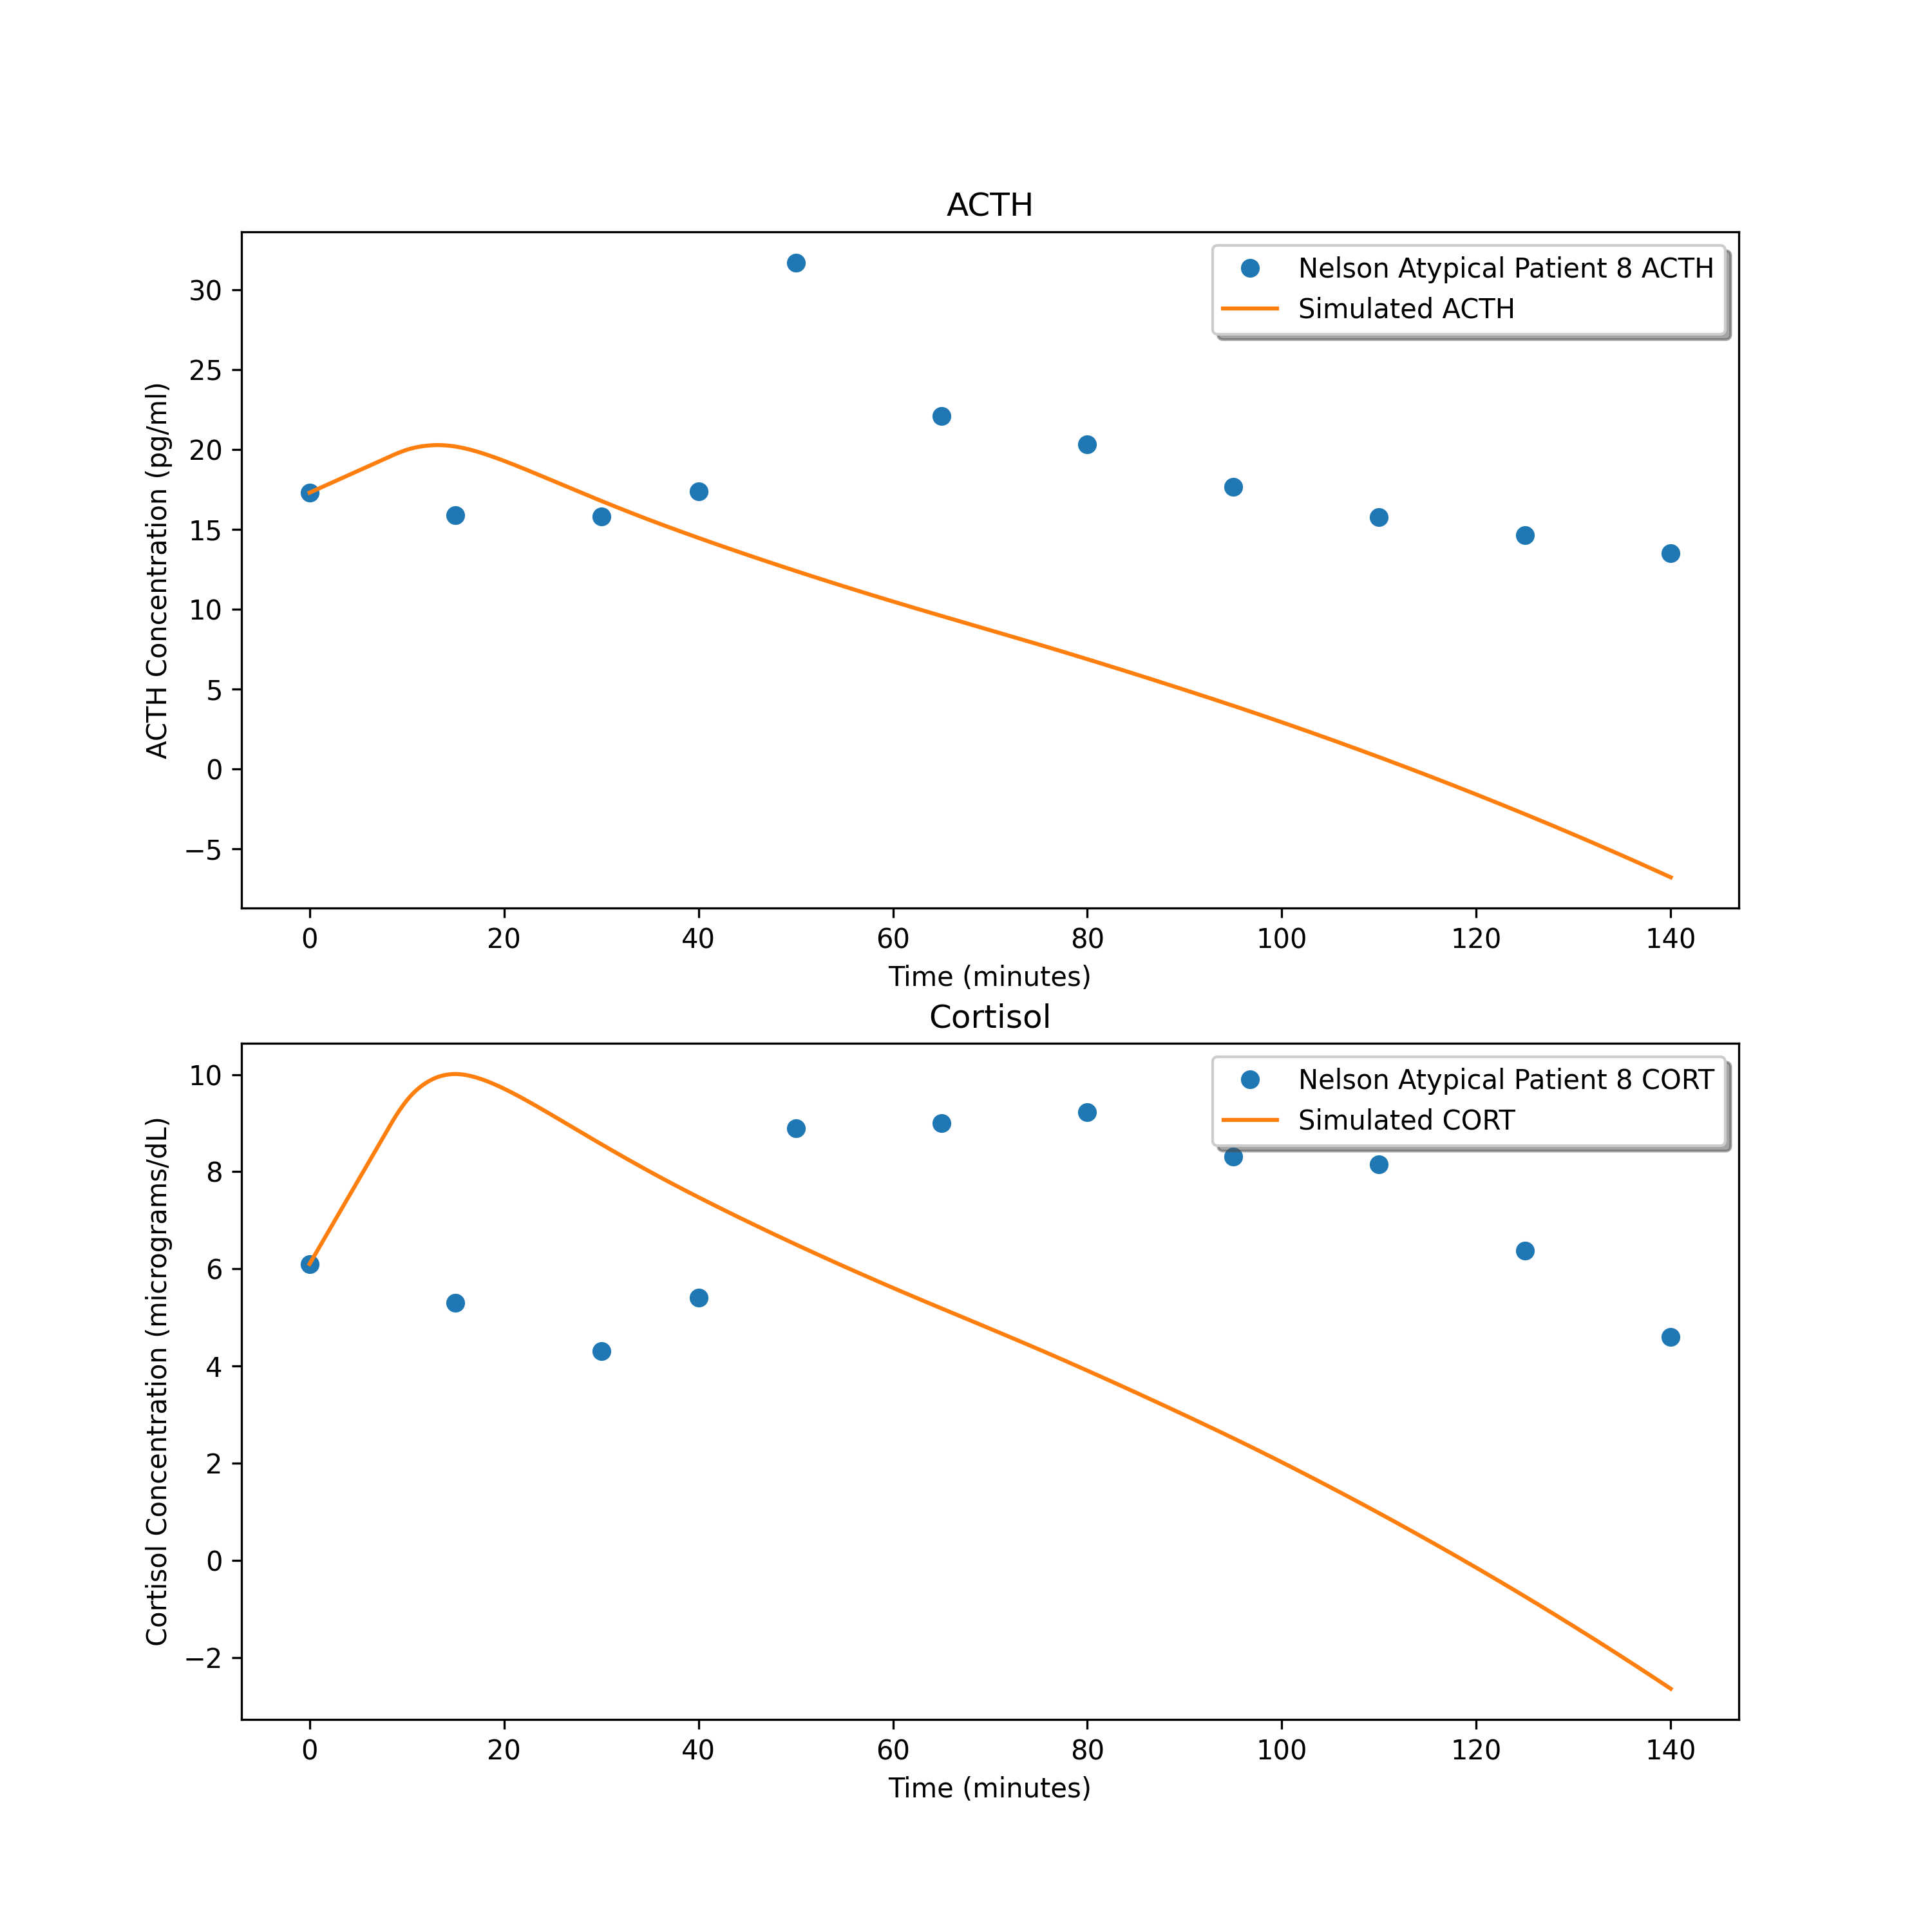 ACTH
Nelson Atypical Patient 8 ACTH
Simulated ACTH
ACTH Concentration (pg/ml)
30
25
20
15
10
5
0
−5
0 20 40 60 80 100 120 140
Time (minutes)
Cortisol
Nelson Atypical Patient 8 CORT
Simulated CORT
Cortisol Concentration (micrograms/dL)
10
8
6
4
2
0
−2
0 20 40 60 80 100 120 140
Time (minutes)